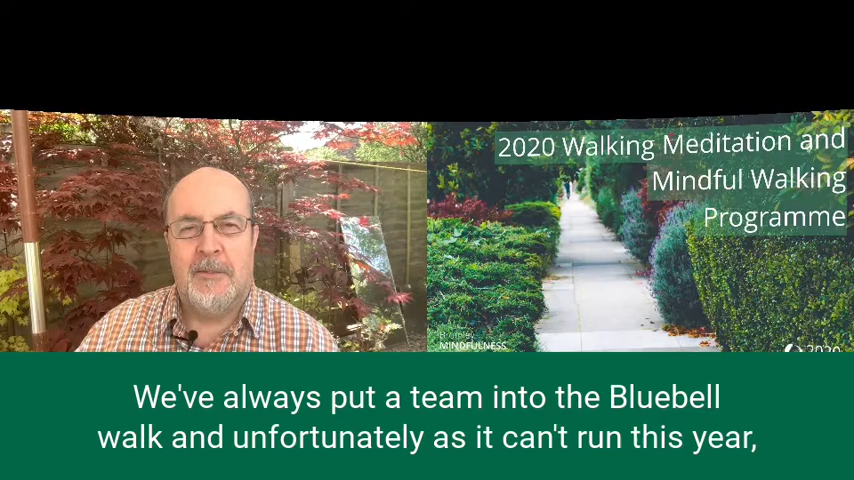 2020 Walking Meditation and
Mindful Walking
Programme
MINDFULNESS
2020
We've always put a team into the Bluebell
walk and unfortunately as it can't run this year,